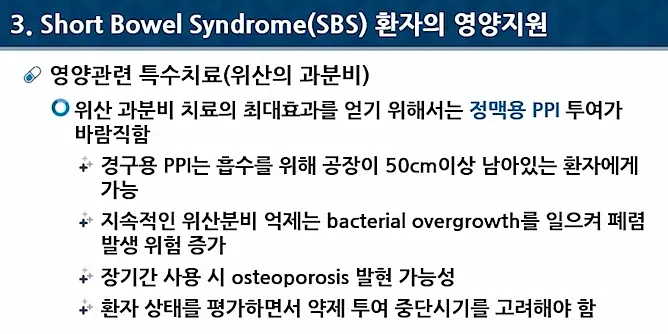 3. Short Bowel Syndrome(SBS) 환자의 영양지원
영양관련 특수치료(위산의 과분비)
위산 과분비 치료의 최대효과를 얻기 위해서는 정맥용 PPI 투여가
바람직함
경구용 PPI는 흡수를 위해 공장이 50cm이상 남아있는 환자에게
가능
지속적인 위산분비 억제는 bacterial overgrowth를 일으켜 폐렴
발생 위험 증가
장기간 사용 시 osteoporosis 발현 가능성
환자 상태를 평가하면서 약제 투여 중단시기를 고려해야 함